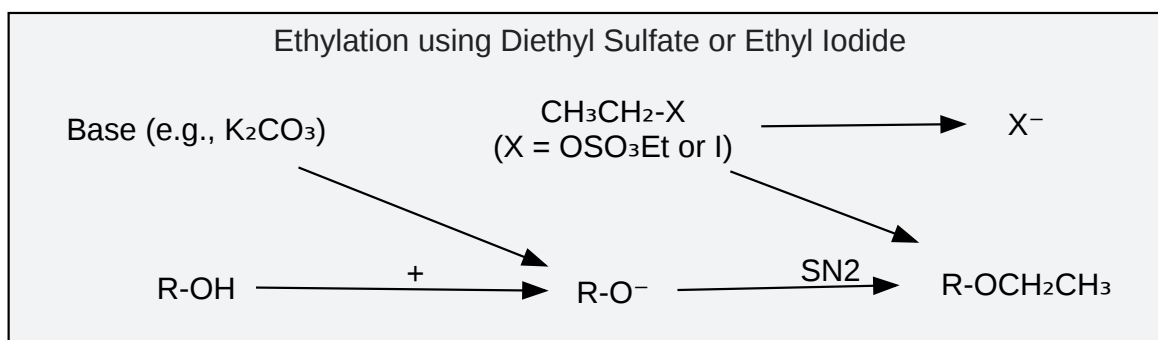 Ethylation using Diethyl Sulfate or Ethyl Iodide
Base (e.g., K₂CO₃)
CH₃CH₂-X
(X = OSO₃Et or I)
X⁻
R-OH
+
R-O⁻
SN2
R-OCH₂CH₃